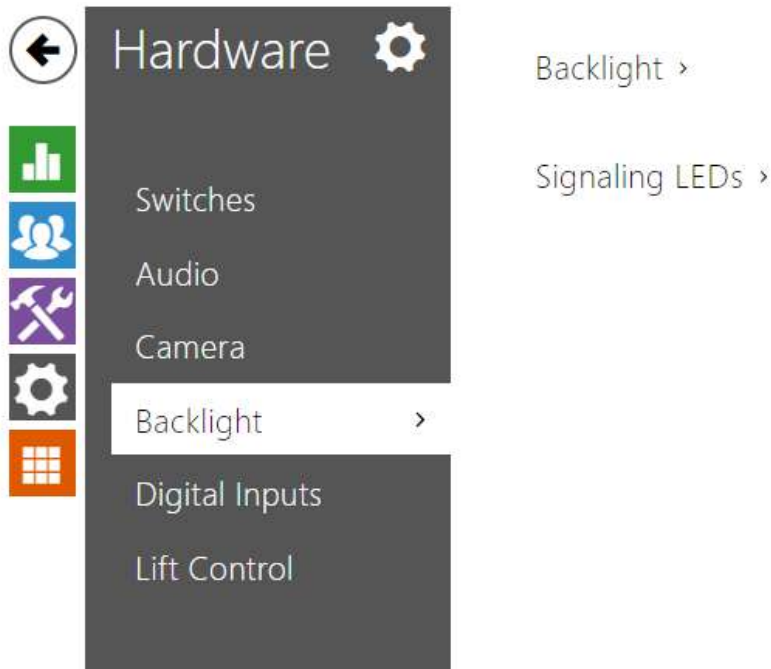 Hardware
Switches
Audio
Camera
Backlight >
Digital Inputs
Lift Control
Backlight >
Signaling LEDs >